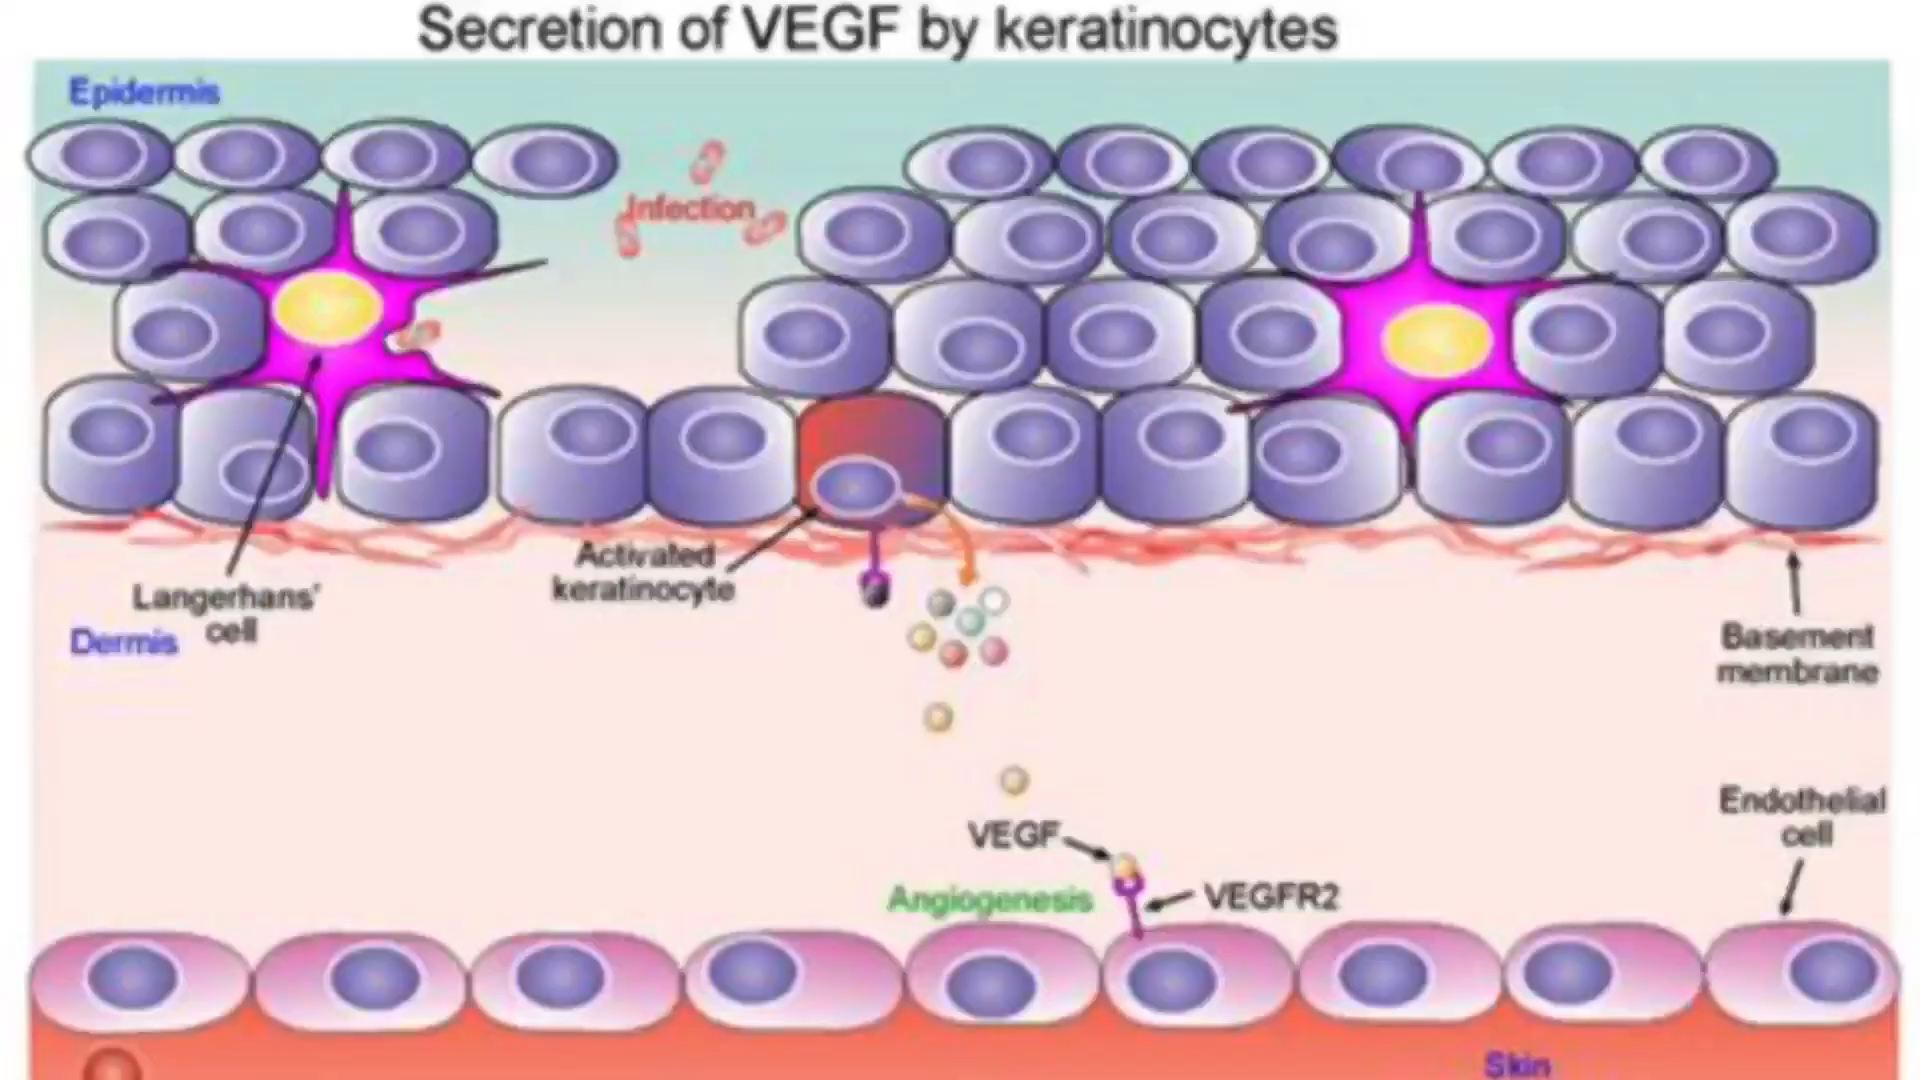 Secretion of VEGF by keratinocytes
Epidermis
Infection
Activated
keratinocyte
Langerhans'
cell
Dermis
Basement
membrane
Endothelial
cell
VEGF
Angiogenesis
VEGFR2
Skin